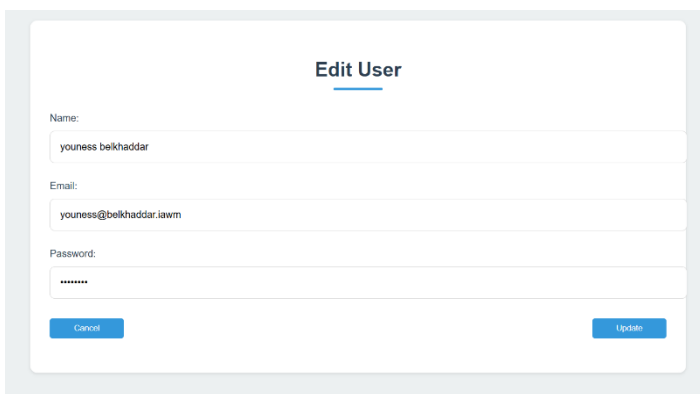 Edit User
Name:
youness belkhaddar
Email:
youness@belkhaddar.iawm
Password:
••••••••
Cancel
Update